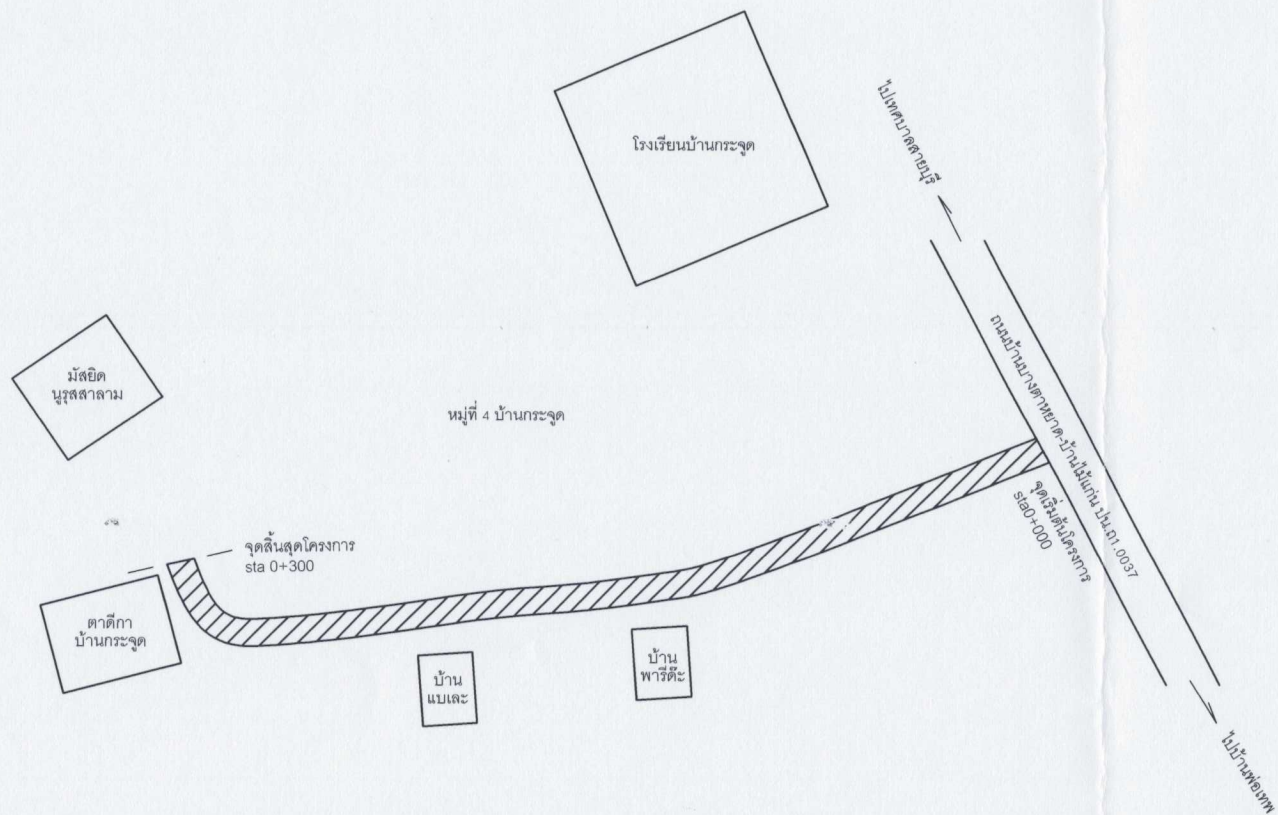 โรงเรียนบ้านกระจูด
ไปเทศบาลสายบุรี
มัสยิด
นูรุสสาลาม
หมู่ที่ 4 บ้านกระจูด
ถนนบ้านบางตาหยาด-บ้านไม้แก่น ปน.ถ1.0037
จุดเริ่มต้นโครงการ
sta0+000
จุดสิ้นสุดโครงการ
sta 0+300
ตาดีกา
บ้านกระจูด
บ้าน
แบเละ
บ้าน
พารีด๊ะ
ไปบ้านพ่อเทพ